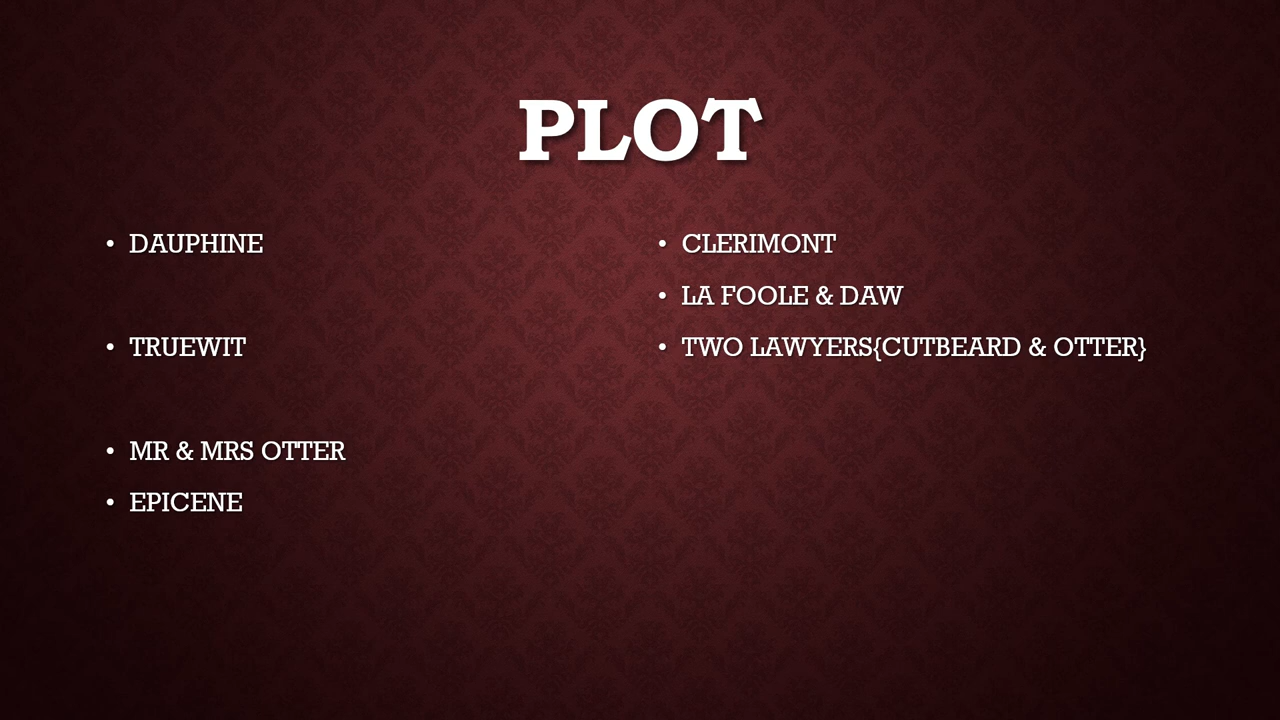 PLOT
• DAUPHINE
• TRUEWIT
• MR & MRS OTTER
• EPICENE
• CLERIMONT
• LA FOOLE & DAW
• TWO LAWYERS{CUTBEARD & OTTER}